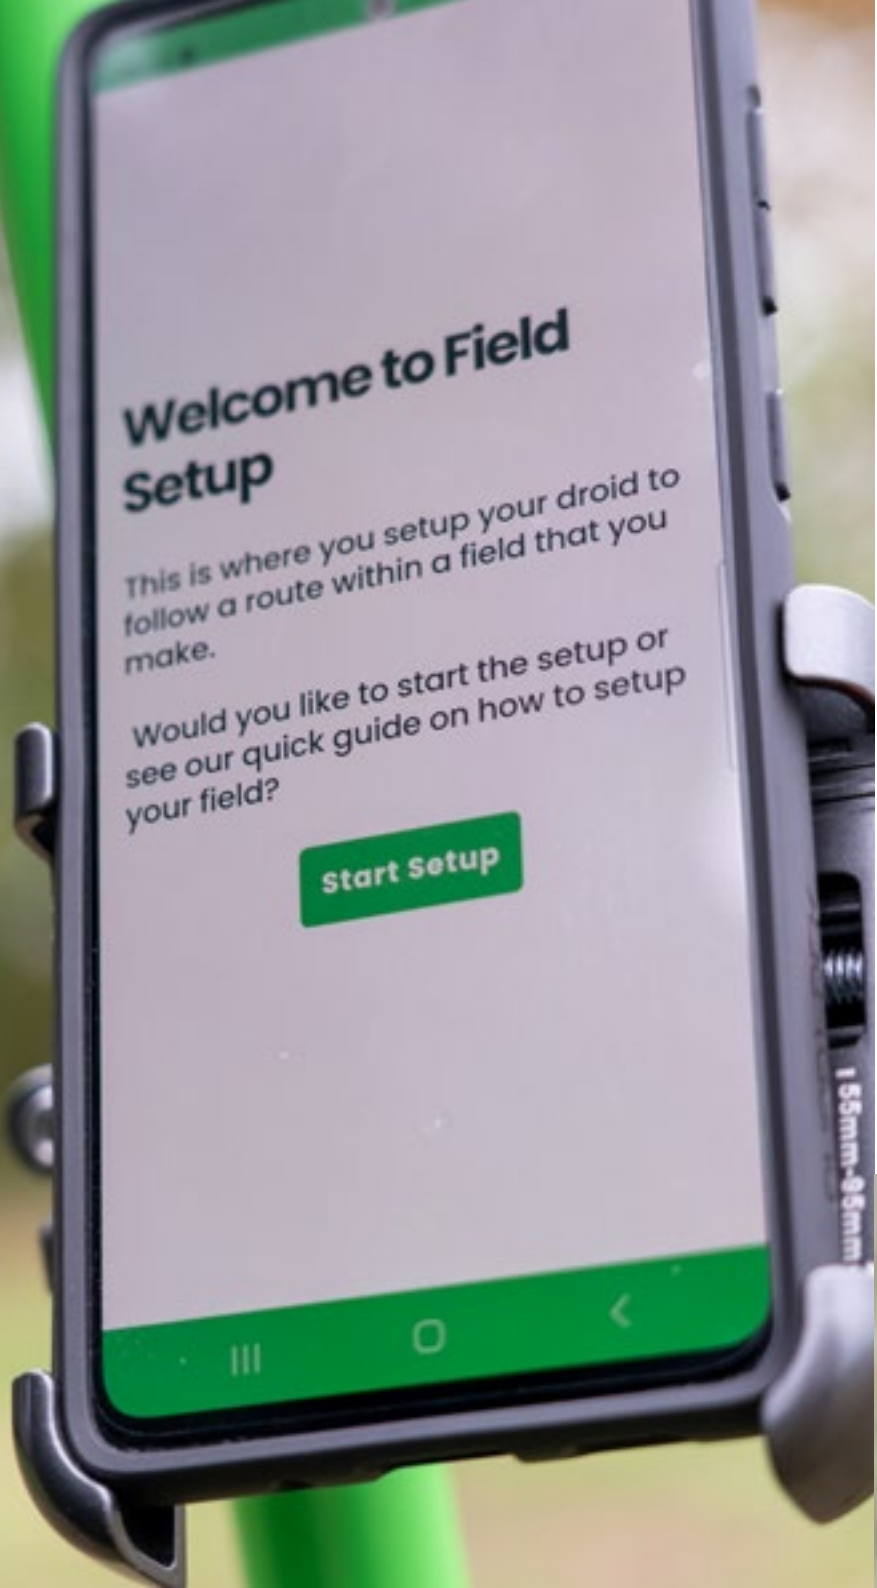 Welcome to Field
Setup
This is where you setup your droid to
follow a route within a field that you
make.
Would you like to start the setup or
see our quick guide on how to setup
your field?
Start Setup
55mm-95mm